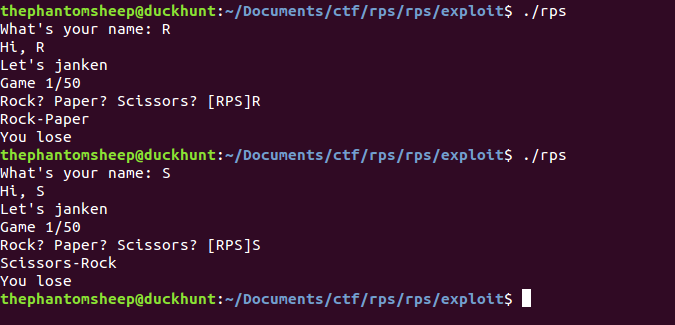 thephantomsheep@duckhunt:~/Documents/ctf/rps/rps/exploit$ ./rps
What's your name: R
Hi, R
Let's janken
Game 1/50
Rock? Paper? Scissors? [RPS]R
Rock-Paper
You lose
thephantomsheep@duckhunt:~/Documents/ctf/rps/rps/exploit$ ./rps
What's your name: S
Hi, S
Let's janken
Game 1/50
Rock? Paper? Scissors? [RPS]S
Scissors-Rock
You lose
thephantomsheep@duckhunt:~/Documents/ctf/rps/rps/exploit$